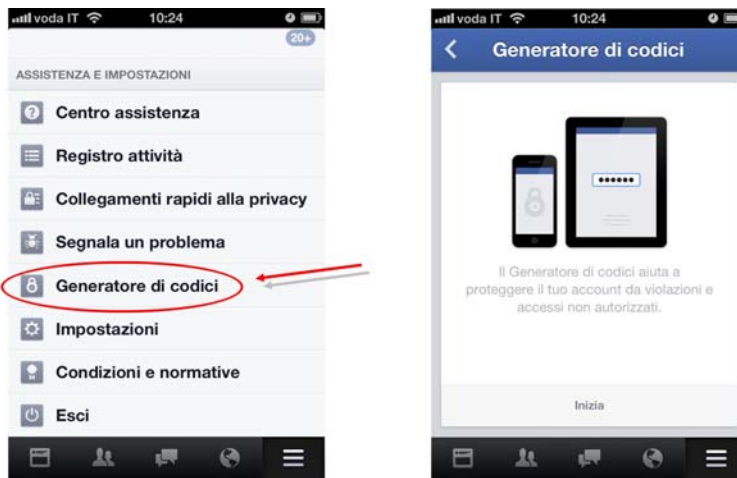 voda IT 10:24
20+
ASSISTENZA E IMPOSTAZIONI
Centro assistenza
Registro attività
Collegamenti rapidi alla privacy
Segnala un problema
Generatore di codici
Impostazioni
Condizioni e normative
Esci
voda IT 10:24
Generatore di codici
Il Generatore di codici aiuta a
proteggere il tuo account da violazioni e
accessi non autorizzati.
Inizia